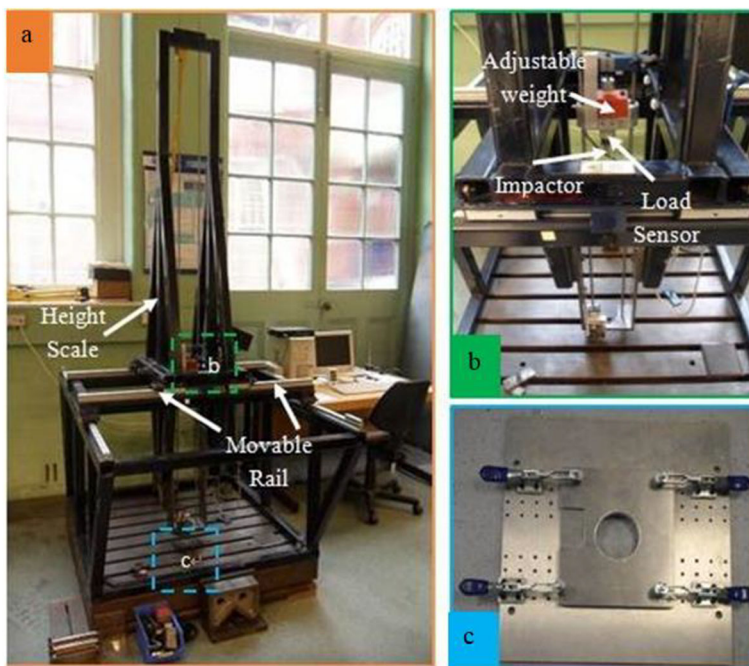 a
Height
Scale
b
Movable
Rail
c
Adjustable
weight
Impactor
Load
Sensor
b
c